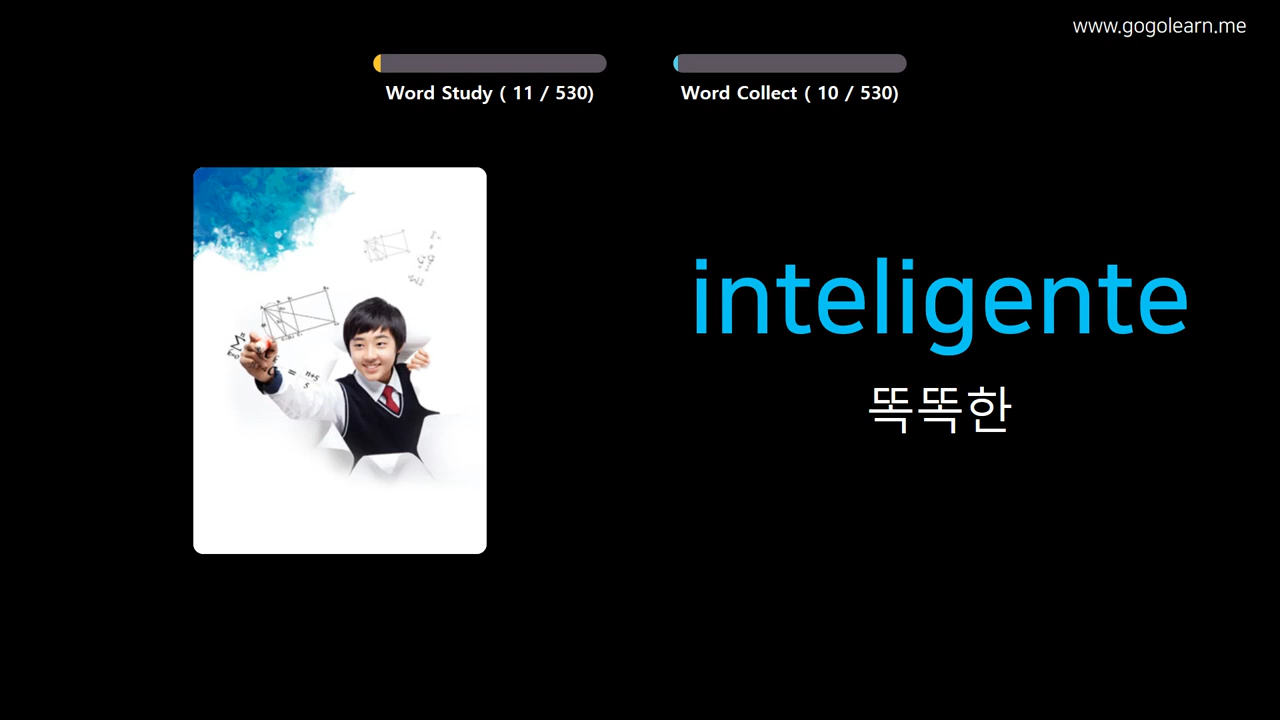 www.gogolearn.me
Word Study ( 11 / 530)
Word Collect ( 10 / 530)
inteligente
똑똑한